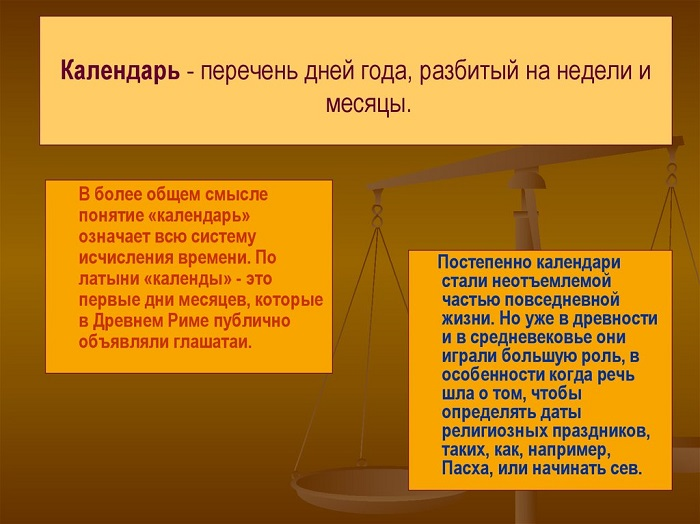 Календарь - перечень дней года, разбитый на недели и
месяцы.
В более общем смысле
понятие «календарь»
означает всю систему
исчисления времени. По
латыни «календы» - это
первые дни месяцев, которые
в Древнем Риме публично
объявляли глашатаи.
Постепенно календари
стали неотъемлемой
частью повседневной
жизни. Но уже в древности
и в средневековье они
играли большую роль, в
особенности когда речь
шла о том, чтобы
определять даты
религиозных праздников,
таких, как, например,
Пасха, или начинать сев.